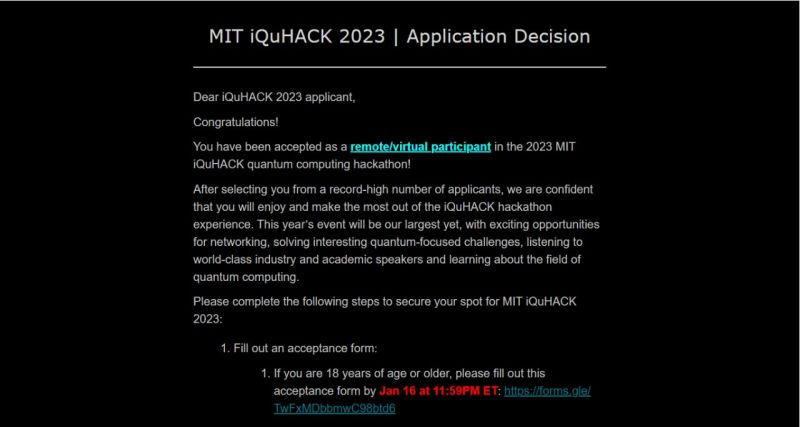 MIT iQuHACK 2023 | Application Decision
Dear iQuHACK 2023 applicant,
Congratulations!
You have been accepted as a remote/virtual participant in the 2023 MIT
iQuHACK quantum computing hackathon!
After selecting you from a record-high number of applicants, we are confident
that you will enjoy and make the most out of the iQuHACK hackathon
experience. This year's event will be our largest yet, with exciting opportunities
for networking, solving interesting quantum-focused challenges, listening to
world-class industry and academic speakers and learning about the field of
quantum computing.
Please complete the following steps to secure your spot for MIT iQuHACK
2023:
1. Fill out an acceptance form:
1. If you are 18 years of age or older, please fill out this
acceptance form by Jan 16 at 11:59PM ET: https://forms.gle/
TwFxMDbbmwC98btd6